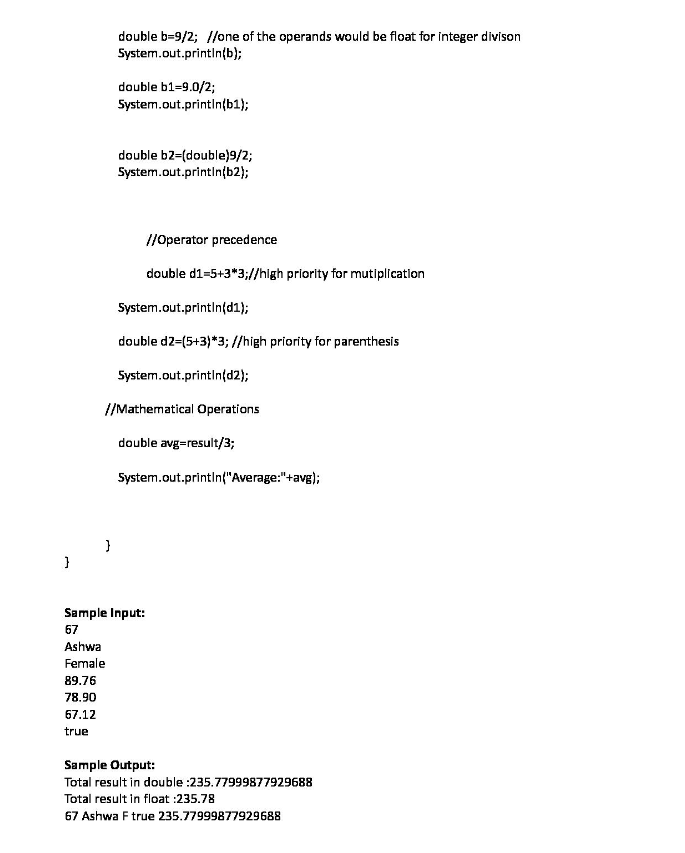 double b=9/2; //one of the operands would be float for integer divison
System.out.println(b);
double b1=9.0/2;
System.out.println(b1);
double b2=(double)9/2;
System.out.println(b2);
//Operator precedence
double d1=5+3*3;//high priority for mutiplication
System.out.println(d1);
double d2=(5+3)*3; //high priority for parenthesis
System.out.println(d2);
//Mathematical Operations
double avg=result/3;
System.out.println("Average:"+avg);
}
}
Sample Input:
67
Ashwa
Female
89.76
78.90
67.12
true
Sample Output:
Total result in double :235.77999877929688
Total result in float :235.78
67 Ashwa F true 235.77999877929688